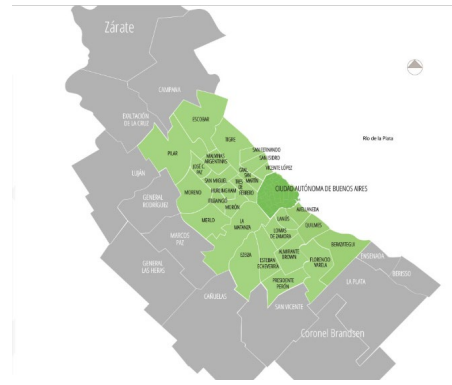 Zárate
CAMPANA
EXALTACIÓN
DE LA CRUZ
ESCOBAR
TIGRE
PILAR
MALVINAS
ARGENTINAS
SAN FERNANDO
SAN ISIDRO
VICENTE LÓPEZ
Río de la Plata
JOSÉ C.
PAZ
GRAL.
SAN
MARTÍN
LUJÁN
SAN MIGUEL
TRES
DE
FEBRERO
CIUDAD AUTÓNOMA DE BUENOS AIRES
MORENO
HURLINGHAM
ITUZAINGÓ
GENERAL
RODRÍGUEZ
MORÓN
AVELLANEDA
MERLO
LA
MATANZA
LANÚS
QUILMES
LOMAS
DE ZAMORA
MARCOS
PAZ
BERAZATEGUI
EZEIZA
ESTEBAN
ECHEVERRÍA
ALMIRANTE
BROWN
FLORENCIO
VARELA
ENSENADA
GENERAL
LAS HERAS
BERISSO
PRESIDENTE
PERÓN
LA PLATA
CAÑUELAS
SAN VICENTE
Coronel Brandsen